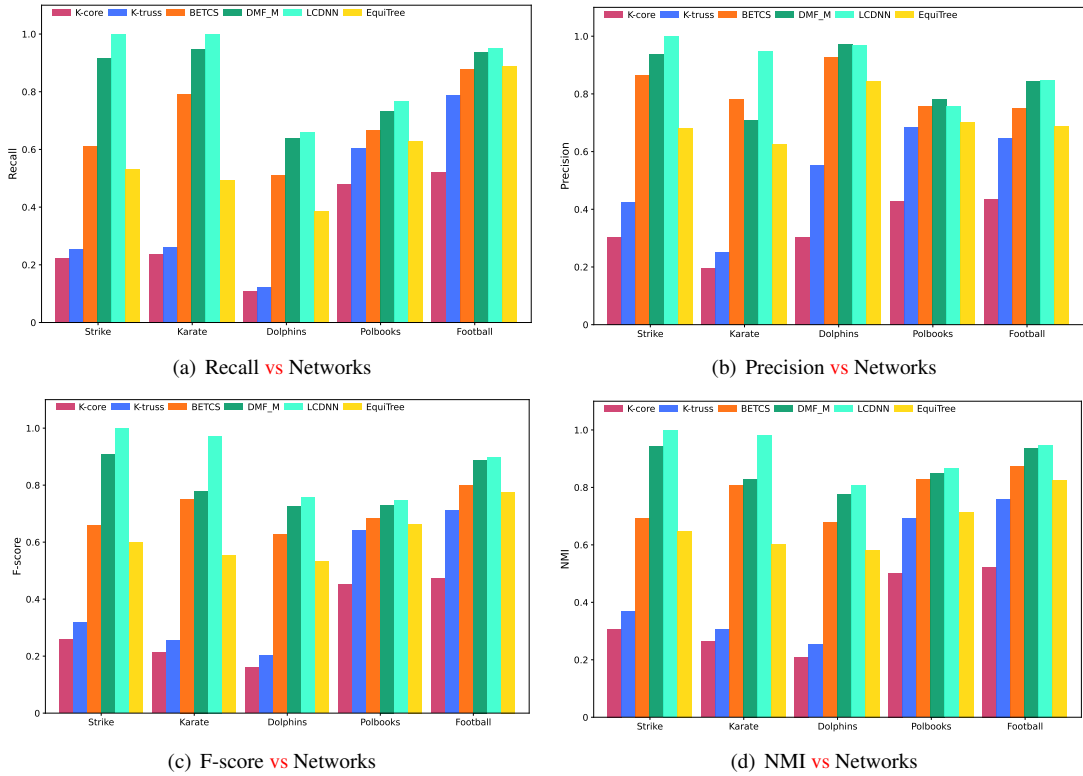 K-core K-truss BETCS DMF_M LCDNN EquiTree
1.0
0.8
0.6
0.4
0.2
0
Recall
Strike Karate Dolphins Polbooks Football
(a) Recall vs Networks
K-core K-truss BETCS DMF_M LCDNN EquiTree
1.0
0.8
0.6
0.4
0.2
0
Precision
Strike Karate Dolphins Polbooks Football
(b) Precision vs Networks
K-core K-truss BETCS DMF_M LCDNN EquiTree
1.0
0.8
0.6
0.4
0.2
0
F-score
Strike Karate Dolphins Polbooks Football
(c) F-score vs Networks
K-core K-truss BETCS DMF_M LCDNN EquiTree
1.0
0.8
0.6
0.4
0.2
0
NMI
Strike Karate Dolphins Polbooks Football
(d) NMI vs Networks